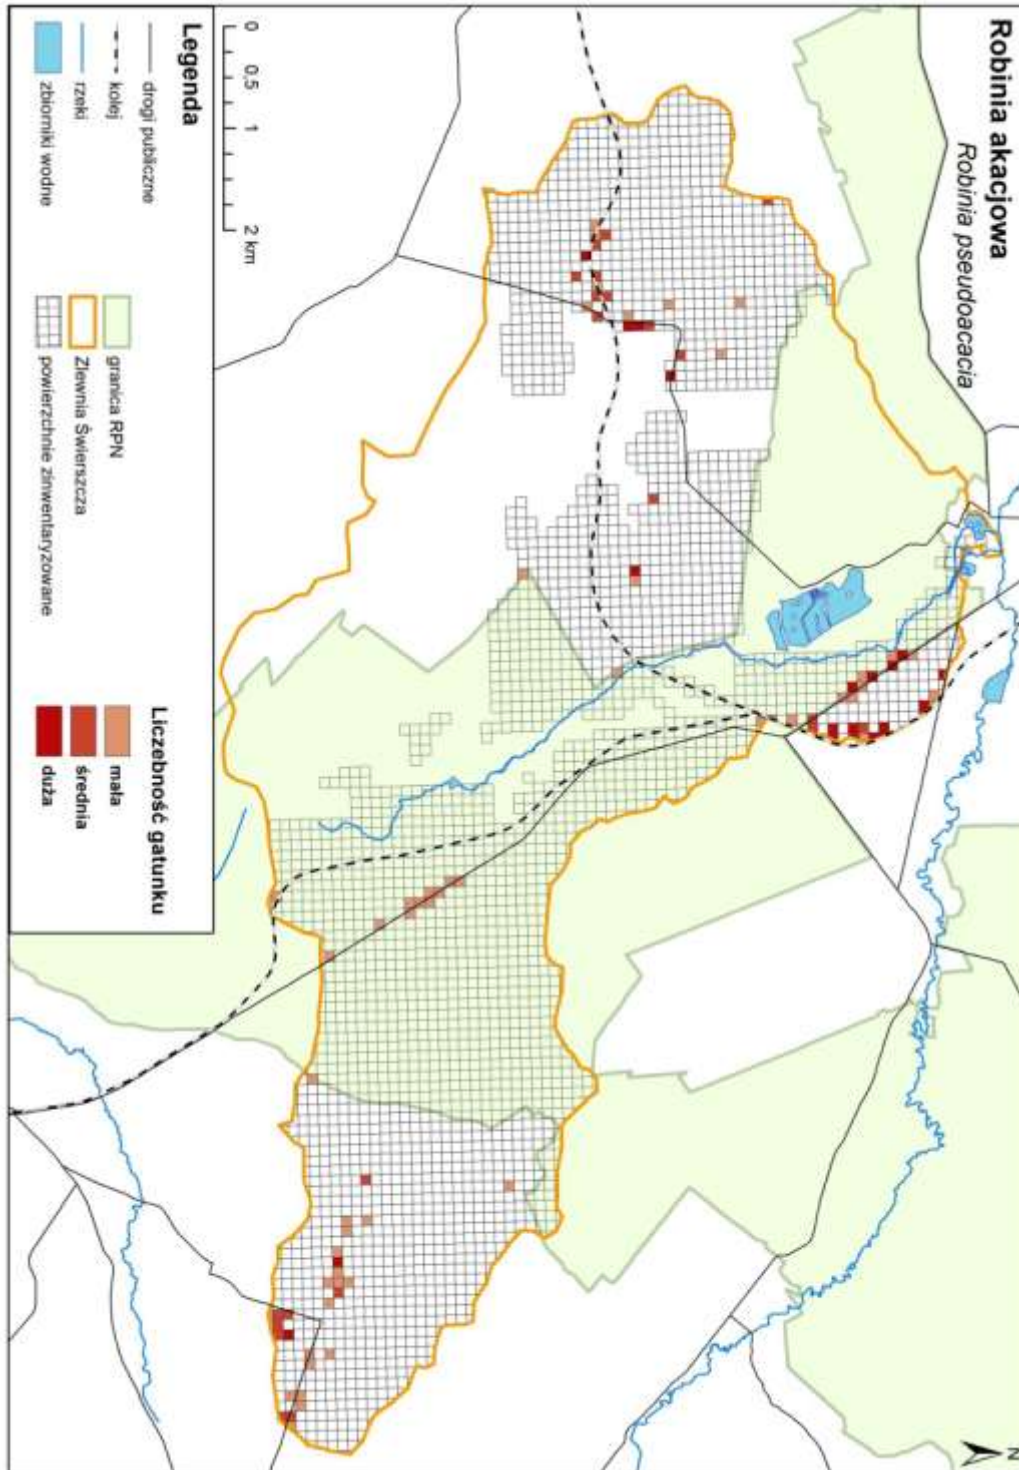 Robinia akacjowa
Robinia pseudoacacia
N
0 0,5 1 2 km
Legenda
drogi publiczne
kolej
rzeki
zbiorniki wodne
granica RPN
Zlewnia Świerszcza
powierzchnie zinwentaryzowane
Liczebność gatunku
mała
średnia
duża